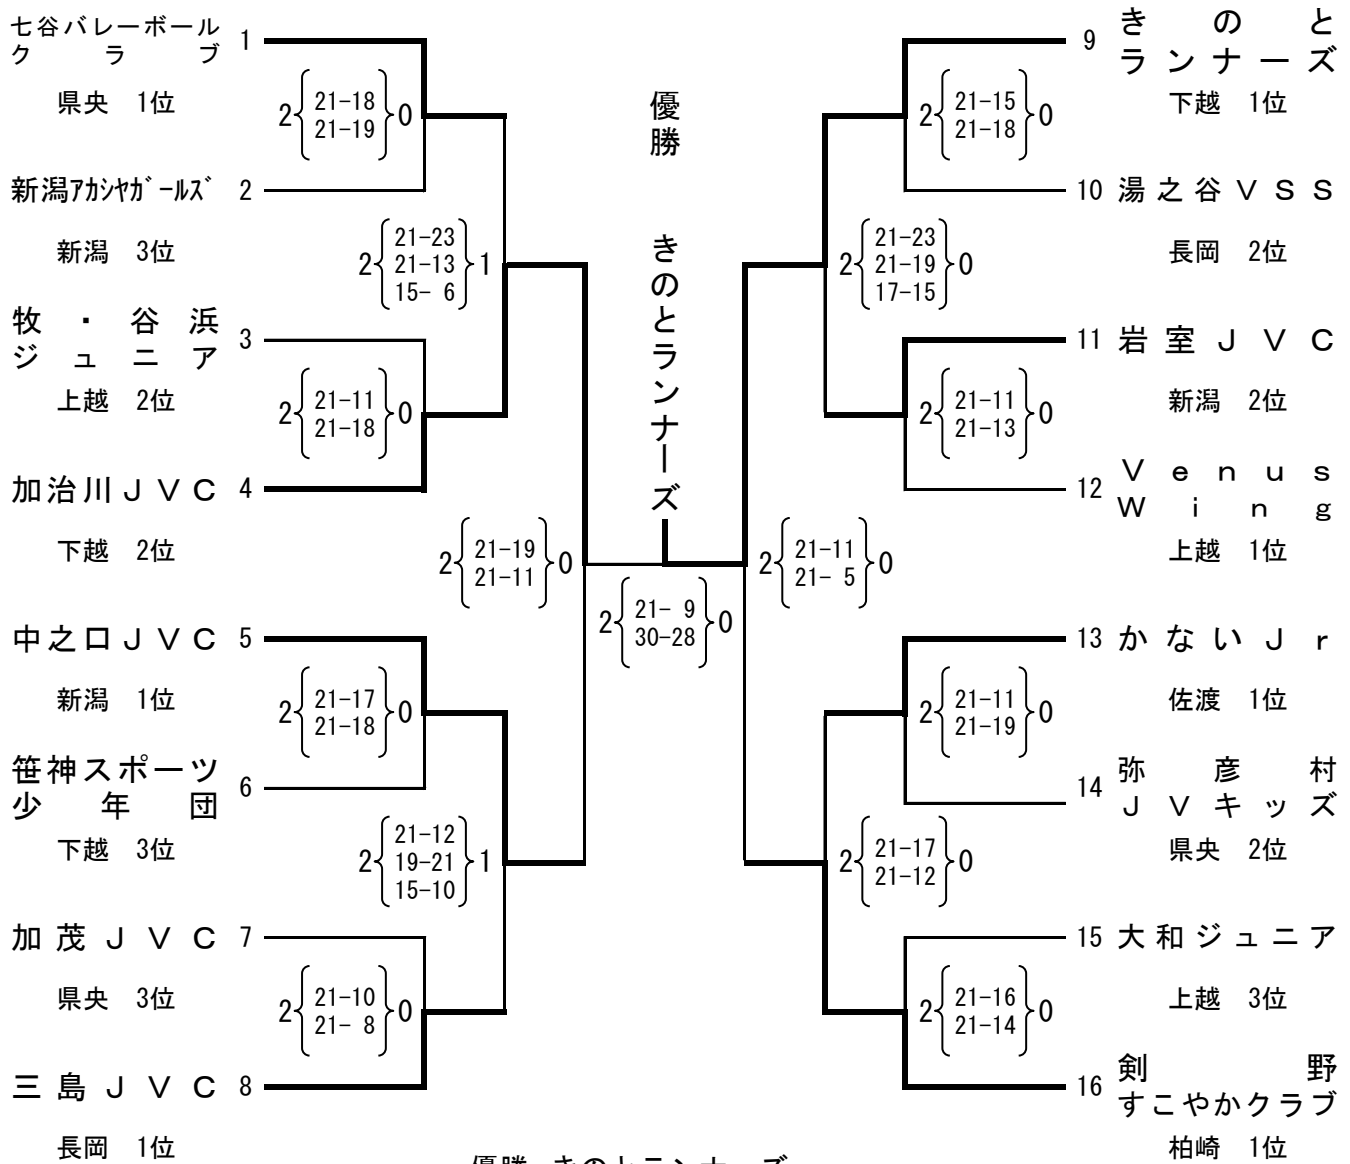 七谷バレーボール
クラブ
1
県央 1位
2 21-18 0
21-19
新潟アカシヤガールズ 2
新潟 3位
2 21-23 1
21-13
15- 6
牧・谷浜
ジュニア
3
上越 2位
2 21-11 0
21-18
加治川JVC 4
下越 2位
2 21-19 0
21-11
中之口JVC 5
新潟 1位
2 21-17 0
21-18
笹神スポーツ
少年団
6
下越 3位
2 21-12 1
19-21
15-10
加茂JVC 7
県央 3位
2 21-10 0
21- 8
三島JVC 8
長岡 1位
優勝
きのとランナーズ
2 21- 9 0
30-28
9 きのと
ランナーズ
下越 1位
2 21-15 0
21-18
10 湯之谷VSS
長岡 2位
2 21-23 0
21-19
17-15
11 岩室JVC
新潟 2位
2 21-11 0
21-13
12 Venus
Wing
上越 1位
2 21-11 0
21- 5
13 かないJr
佐渡 1位
2 21-11 0
21-19
14 弥彦村
JVキッズ
県央 2位
2 21-17 0
21-12
15 大和ジュニア
上越 3位
2 21-16 0
21-14
16 剣野
すこやかクラブ
柏崎 1位
優勝 きのとランナーズ